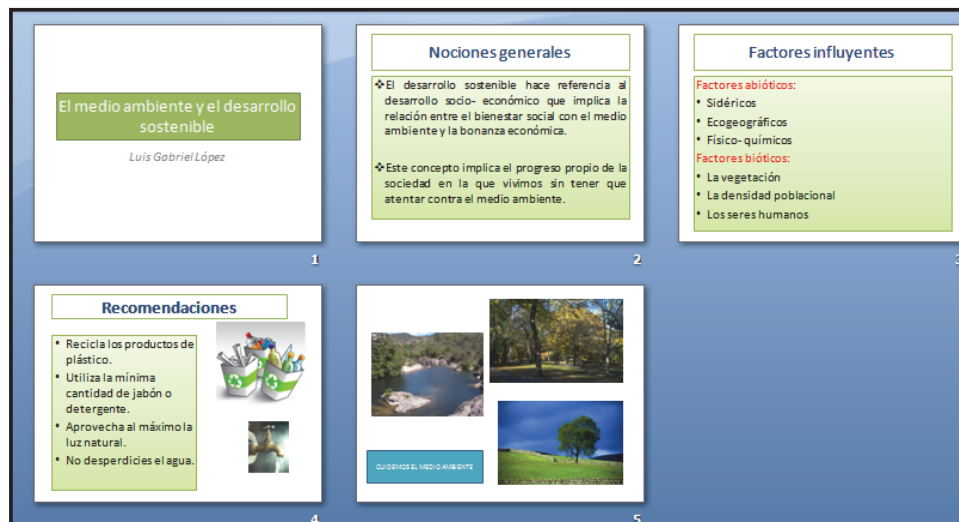 El medio ambiente y el desarrollo
sostenible
Luis Gabriel López
1
Nociones generales
❖El desarrollo sostenible hace referencia al
desarrollo socio- económico que implica la
relación entre el bienestar social con el medio
ambiente y la bonanza económica.
❖Este concepto implica el progreso propio de la
sociedad en la que vivimos sin tener que
atentar contra el medio ambiente.
2
Factores influyentes
Factores abióticos:
• Sidéricos
• Ecogeográficos
• Físico- químicos
Factores bióticos:
• La vegetación
• La densidad poblacional
• Los seres humanos
3
Recomendaciones
• Recicla los productos de
plástico.
• Utiliza la mínima
cantidad de jabón o
detergente.
• Aprovecha al máximo la
luz natural.
• No desperdicies el agua.
4
CUIDEMOS EL MEDIO AMBIENTE
5